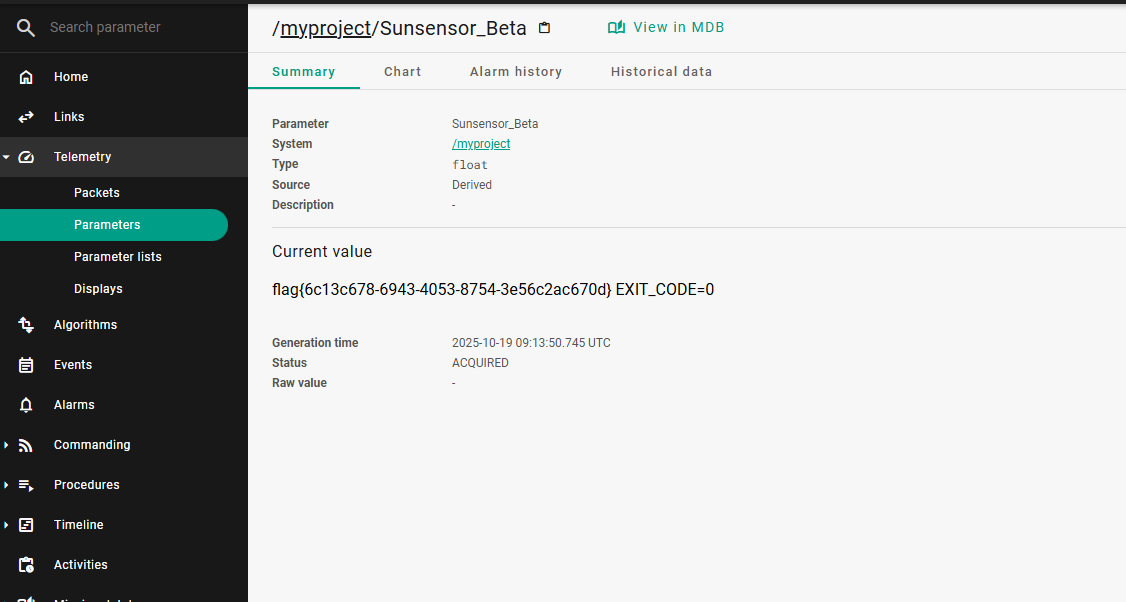 Search parameter
Home
Links
Telemetry
Packets
Parameters
Parameter lists
Displays
Algorithms
Events
Alarms
Commanding
Procedures
Timeline
Activities
/myproject/Sunsensor_Beta
View in MDB
Summary Chart Alarm history Historical data
Parameter Sunsensor_Beta
System /myproject
Type float
Source Derived
Description -
Current value
flag{6c13c678-6943-4053-8754-3e56c2ac670d} EXIT_CODE=0
Generation time 2025-10-19 09:13:50.745 UTC
Status ACQUIRED
Raw value -